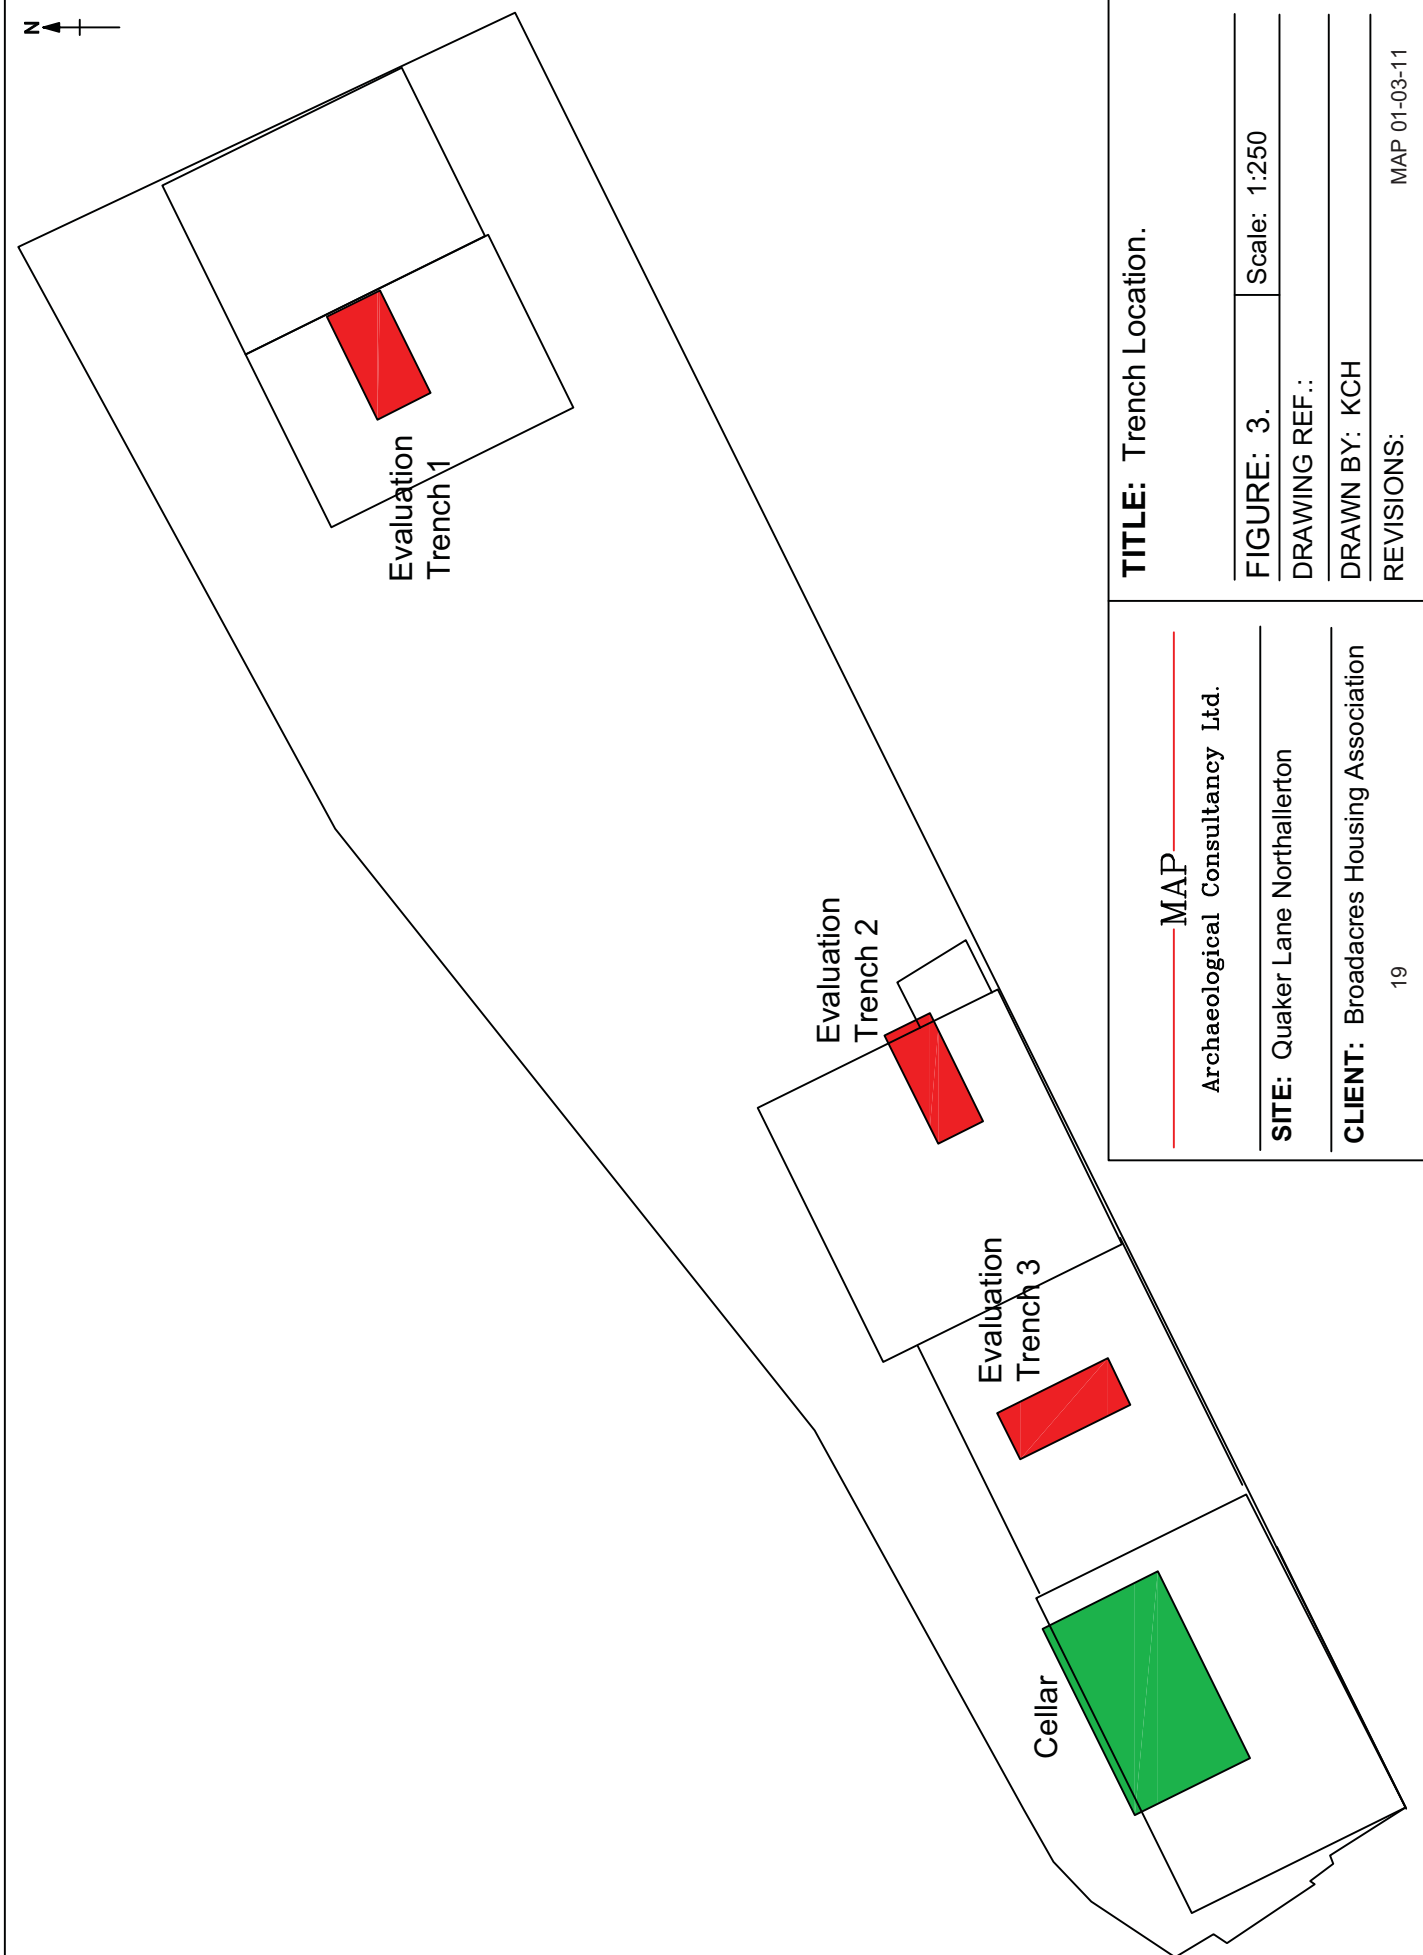 N
Evaluation
Trench 1
Evaluation
Trench 2
Evaluation
Trench 3
Cellar
MAP
Archaeological Consultancy Ltd.
SITE: Quaker Lane Northallerton
CLIENT: Broadacres Housing Association
19
TITLE: Trench Location.
FIGURE: 3.
Scale: 1:250
DRAWING REF.:
DRAWN BY: KCH
REVISIONS:
MAP 01-03-11